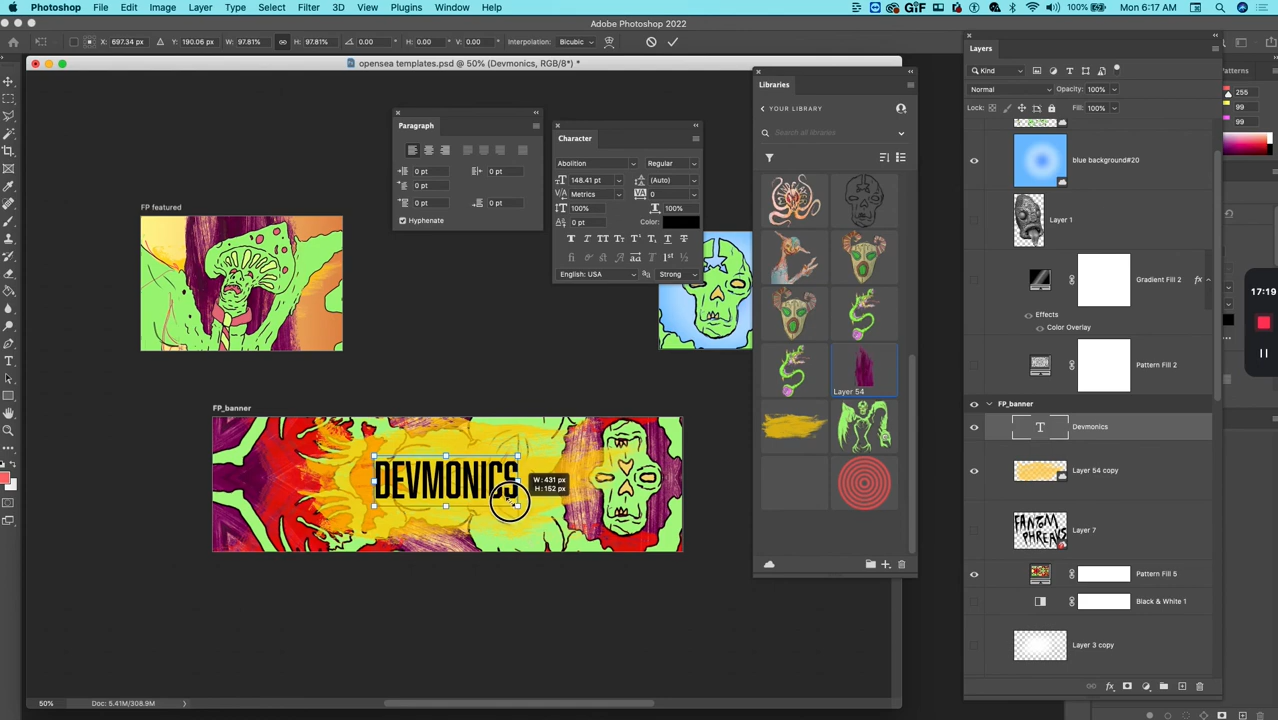 Photoshop File Edit Image Layer Type Select Filter 3D View Plugins Window Help
GIF 100% Mon 6:17 AM
Adobe Photoshop 2022
X: 697.34 px Y: 190.06 px W: 97.81% H: 97.81% 0.00 H: 0.00 V: 0.00 Interpolation: Bicubic
opensea templates.psd @ 50% (Devmonics, RGB/8*) *
Paragraph
0 pt 0 pt
0 pt
0 pt 0 pt
Hyphenate
Character
Abolition Regular
148.41 pt (Auto)
Metrics 0
100% 100%
0 pt Color:
English: USA Strong
FP featured
FP_banner
DEVMONICS
W: 431 px
H: 152 px
50% Doc: 5.41M/308.9M
Libraries
YOUR LIBRARY
Search all libraries
Layer 54
Layers
Kind
Normal Opacity: 100%
Lock: Fill: 100%
blue background#20
Layer 1
Gradient Fill 2 fx
Effects
Color Overlay
Pattern Fill 2
FP_banner
T Devmonics
Layer 54 copy
FANTOM
PHREAKS
Layer 7
Pattern Fill 5
Black & White 1
Layer 3 copy
Patterns
255
99
99
17:19